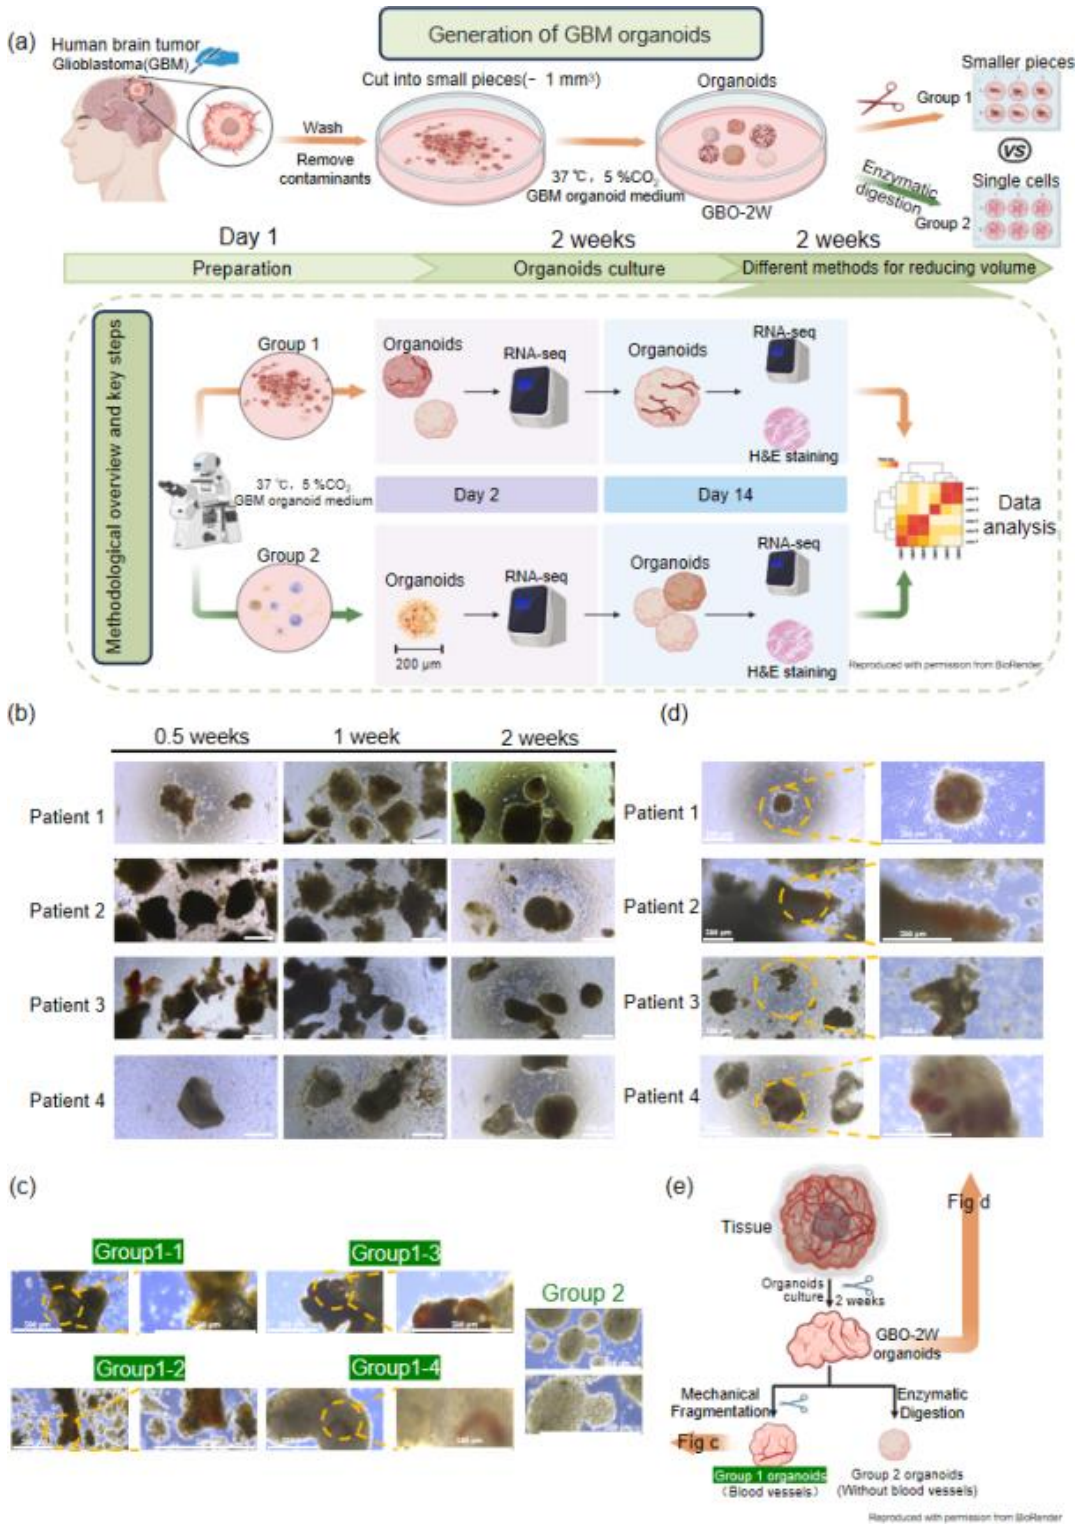 (a)
Generation of GBM organoids
Human brain tumor
Glioblastoma(GBM)
Cut into small pieces(~ 1 mm³)
Organoids
Smaller pieces
Group 1
Wash
Remove
contaminants
37 ℃, 5 %CO₂
GBM organoid medium
GBO-2W
VS
Enzymatic
digestion
Single cells
Group 2
Day 1
2 weeks
2 weeks
Preparation
Organoids culture
Different methods for reducing volume
Methodological overview and key steps
Group 1
Organoids
RNA-seq
Organoids
RNA-seq
H&E staining
37 ℃, 5 %CO₂
GBM organoid medium
Day 2
Day 14
Data
analysis
Group 2
Organoids
RNA-seq
Organoids
RNA-seq
200 μm
H&E staining
Reproduced with permission from BioRender
(b)
0.5 weeks
1 week
2 weeks
Patient 1
Patient 2
Patient 3
Patient 4
(d)
Patient 1
Patient 2
Patient 3
Patient 4
(c)
Group1-1
Group1-3
Group1-2
Group1-4
Group 2
(e)
Tissue
Fig d
Organoids
culture
2 weeks
GBO-2W
organoids
Mechanical
Fragmentation
Enzymatic
Digestion
Fig c
Group 1 organoids
(Blood vessels)
Group 2 organoids
(Without blood vessels)
Reproduced with permission from BioRender